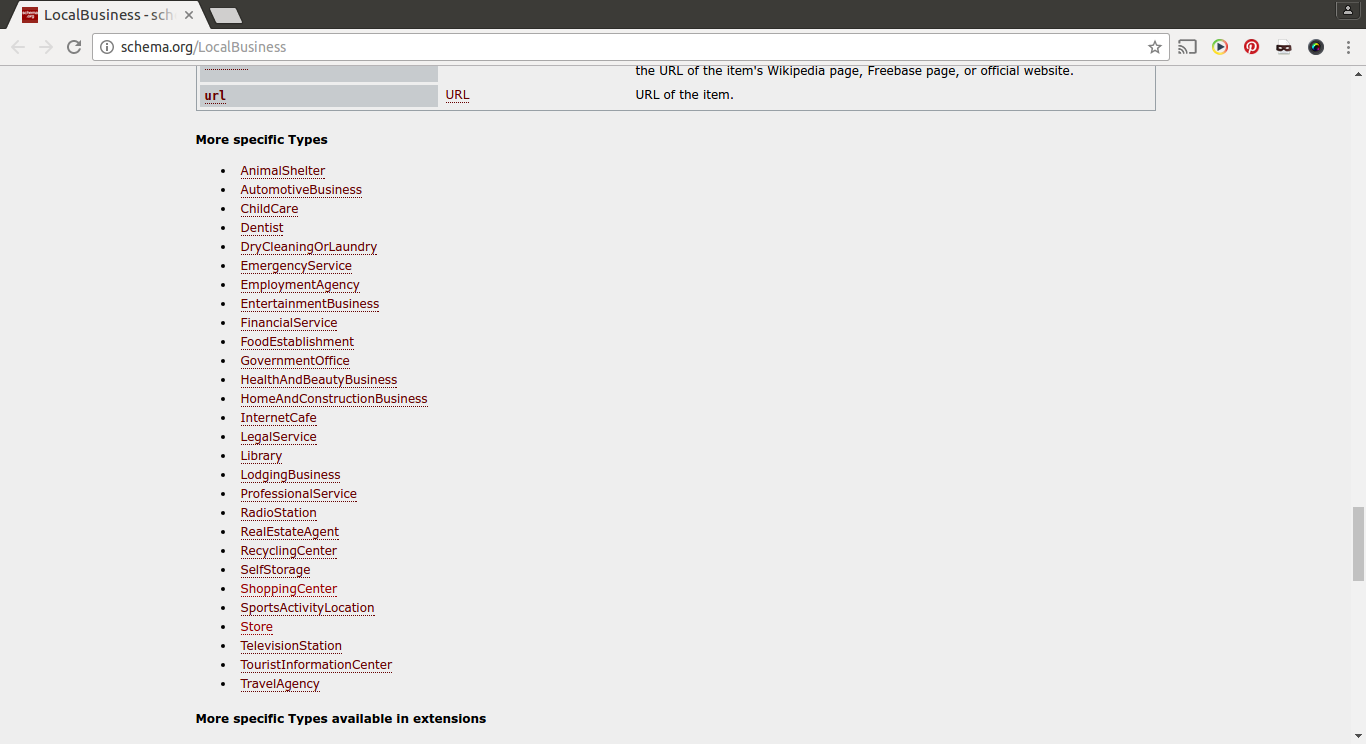 LocalBusiness - sch
schema.org/LocalBusiness
the URL of the item's Wikipedia page, Freebase page, or official website.
url URL URL of the item.
More specific Types
• AnimalShelter
• AutomotiveBusiness
• ChildCare
• Dentist
• DryCleaningOrLaundry
• EmergencyService
• EmploymentAgency
• EntertainmentBusiness
• FinancialService
• FoodEstablishment
• GovernmentOffice
• HealthAndBeautyBusiness
• HomeAndConstructionBusiness
• InternetCafe
• LegalService
• Library
• LodgingBusiness
• ProfessionalService
• RadioStation
• RealEstateAgent
• RecyclingCenter
• SelfStorage
• ShoppingCenter
• SportsActivityLocation
• Store
• TelevisionStation
• TouristInformationCenter
• TravelAgency
More specific Types available in extensions